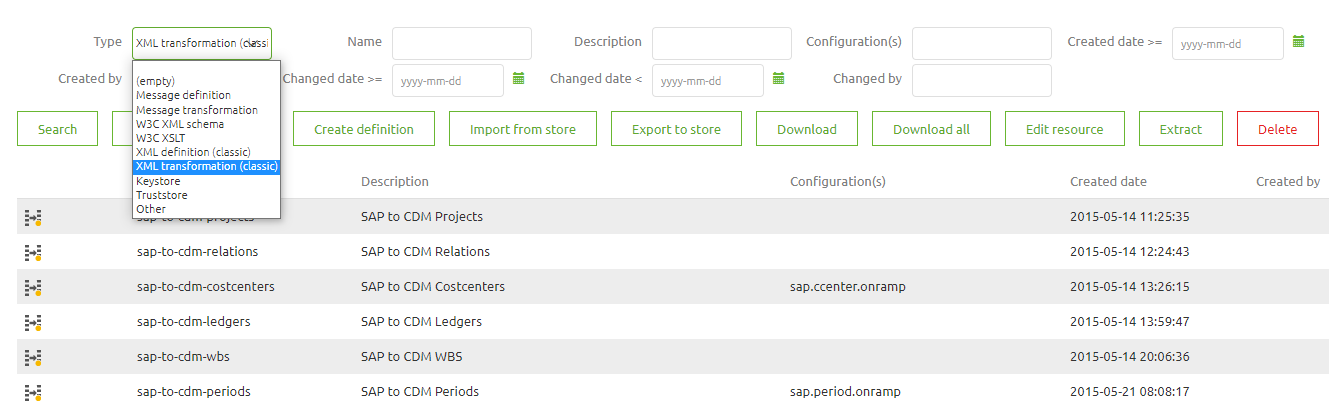 Type XML transformation (classi Name Description Configuration(s) Created date >= yyyy-mm-dd
Created by Changed date >= yyyy-mm-dd Changed date < yyyy-mm-dd Changed by
(empty)
Message definition
Message transformation
W3C XML schema
W3C XSLT
XML definition (classic)
XML transformation (classic)
Keystore
Truststore
Other
Search Create definition Import from store Export to store Download Download all Edit resource Extract Delete
Description Configuration(s) Created date Created by
sap-to-cdm-projects SAP to CDM Projects 2015-05-14 11:25:35
sap-to-cdm-relations SAP to CDM Relations 2015-05-14 12:24:43
sap-to-cdm-costcenters SAP to CDM Costcenters sap.ccenter.onramp 2015-05-14 13:26:15
sap-to-cdm-ledgers SAP to CDM Ledgers 2015-05-14 13:59:47
sap-to-cdm-wbs SAP to CDM WBS 2015-05-14 20:06:36
sap-to-cdm-periods SAP to CDM Periods sap.period.onramp 2015-05-21 08:08:17